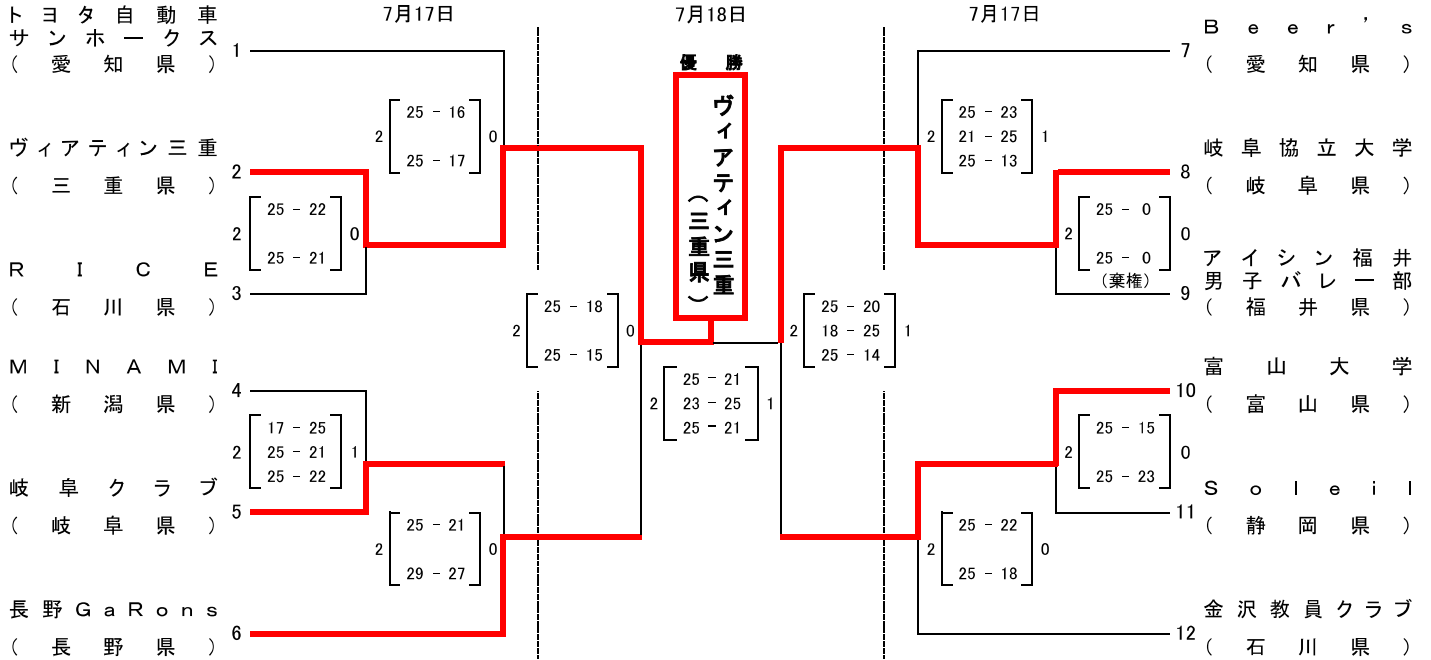 7月17日
7月18日
7月17日
優勝
ヴィアティン三重
（三重県）
トヨタ自動車
サンホークス
（愛知県）
1
ヴィアティン三重
（三重県）
2
RICE
（石川県）
3
MINAMI
（新潟県）
4
岐阜クラブ
（岐阜県）
5
長野GaRons
（長野県）
6
25 − 16
2 0
25 − 17
25 − 22
2 0
25 − 21
17 − 25
2 25 − 21 1
25 − 22
25 − 21
2 0
29 − 27
25 − 18
2 0
25 − 15
25 − 21
2 23 − 25 1
25 − 21
25 − 20
2 18 − 25 1
25 − 14
25 − 23
2 21 − 25 1
25 − 13
25 − 0
2 0
25 − 0
（棄権）
25 − 15
2 0
25 − 23
25 − 22
2 0
25 − 18
Beer’s
7
（愛知県）
岐阜協立大学
8
（岐阜県）
アイシン福井
男子バレー部
9
（福井県）
富山大学
10
（富山県）
Soleil
11
（静岡県）
金沢教員クラブ
12
（石川県）